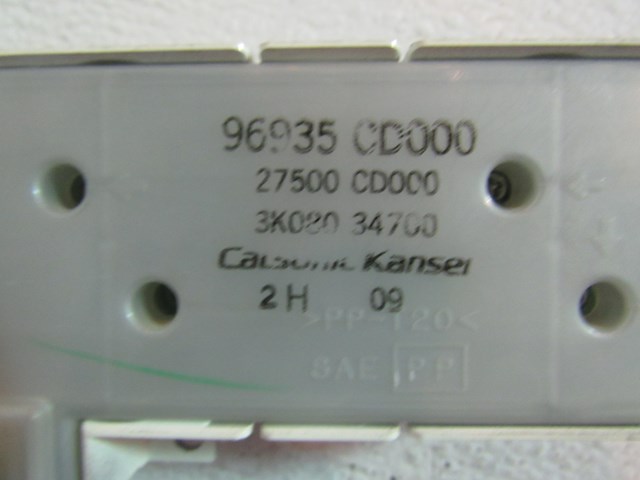 96935 CD000
27500 CD000
3K080 34700
Calsonic Kansei
2H 09
>PP-T20<
SAE PP